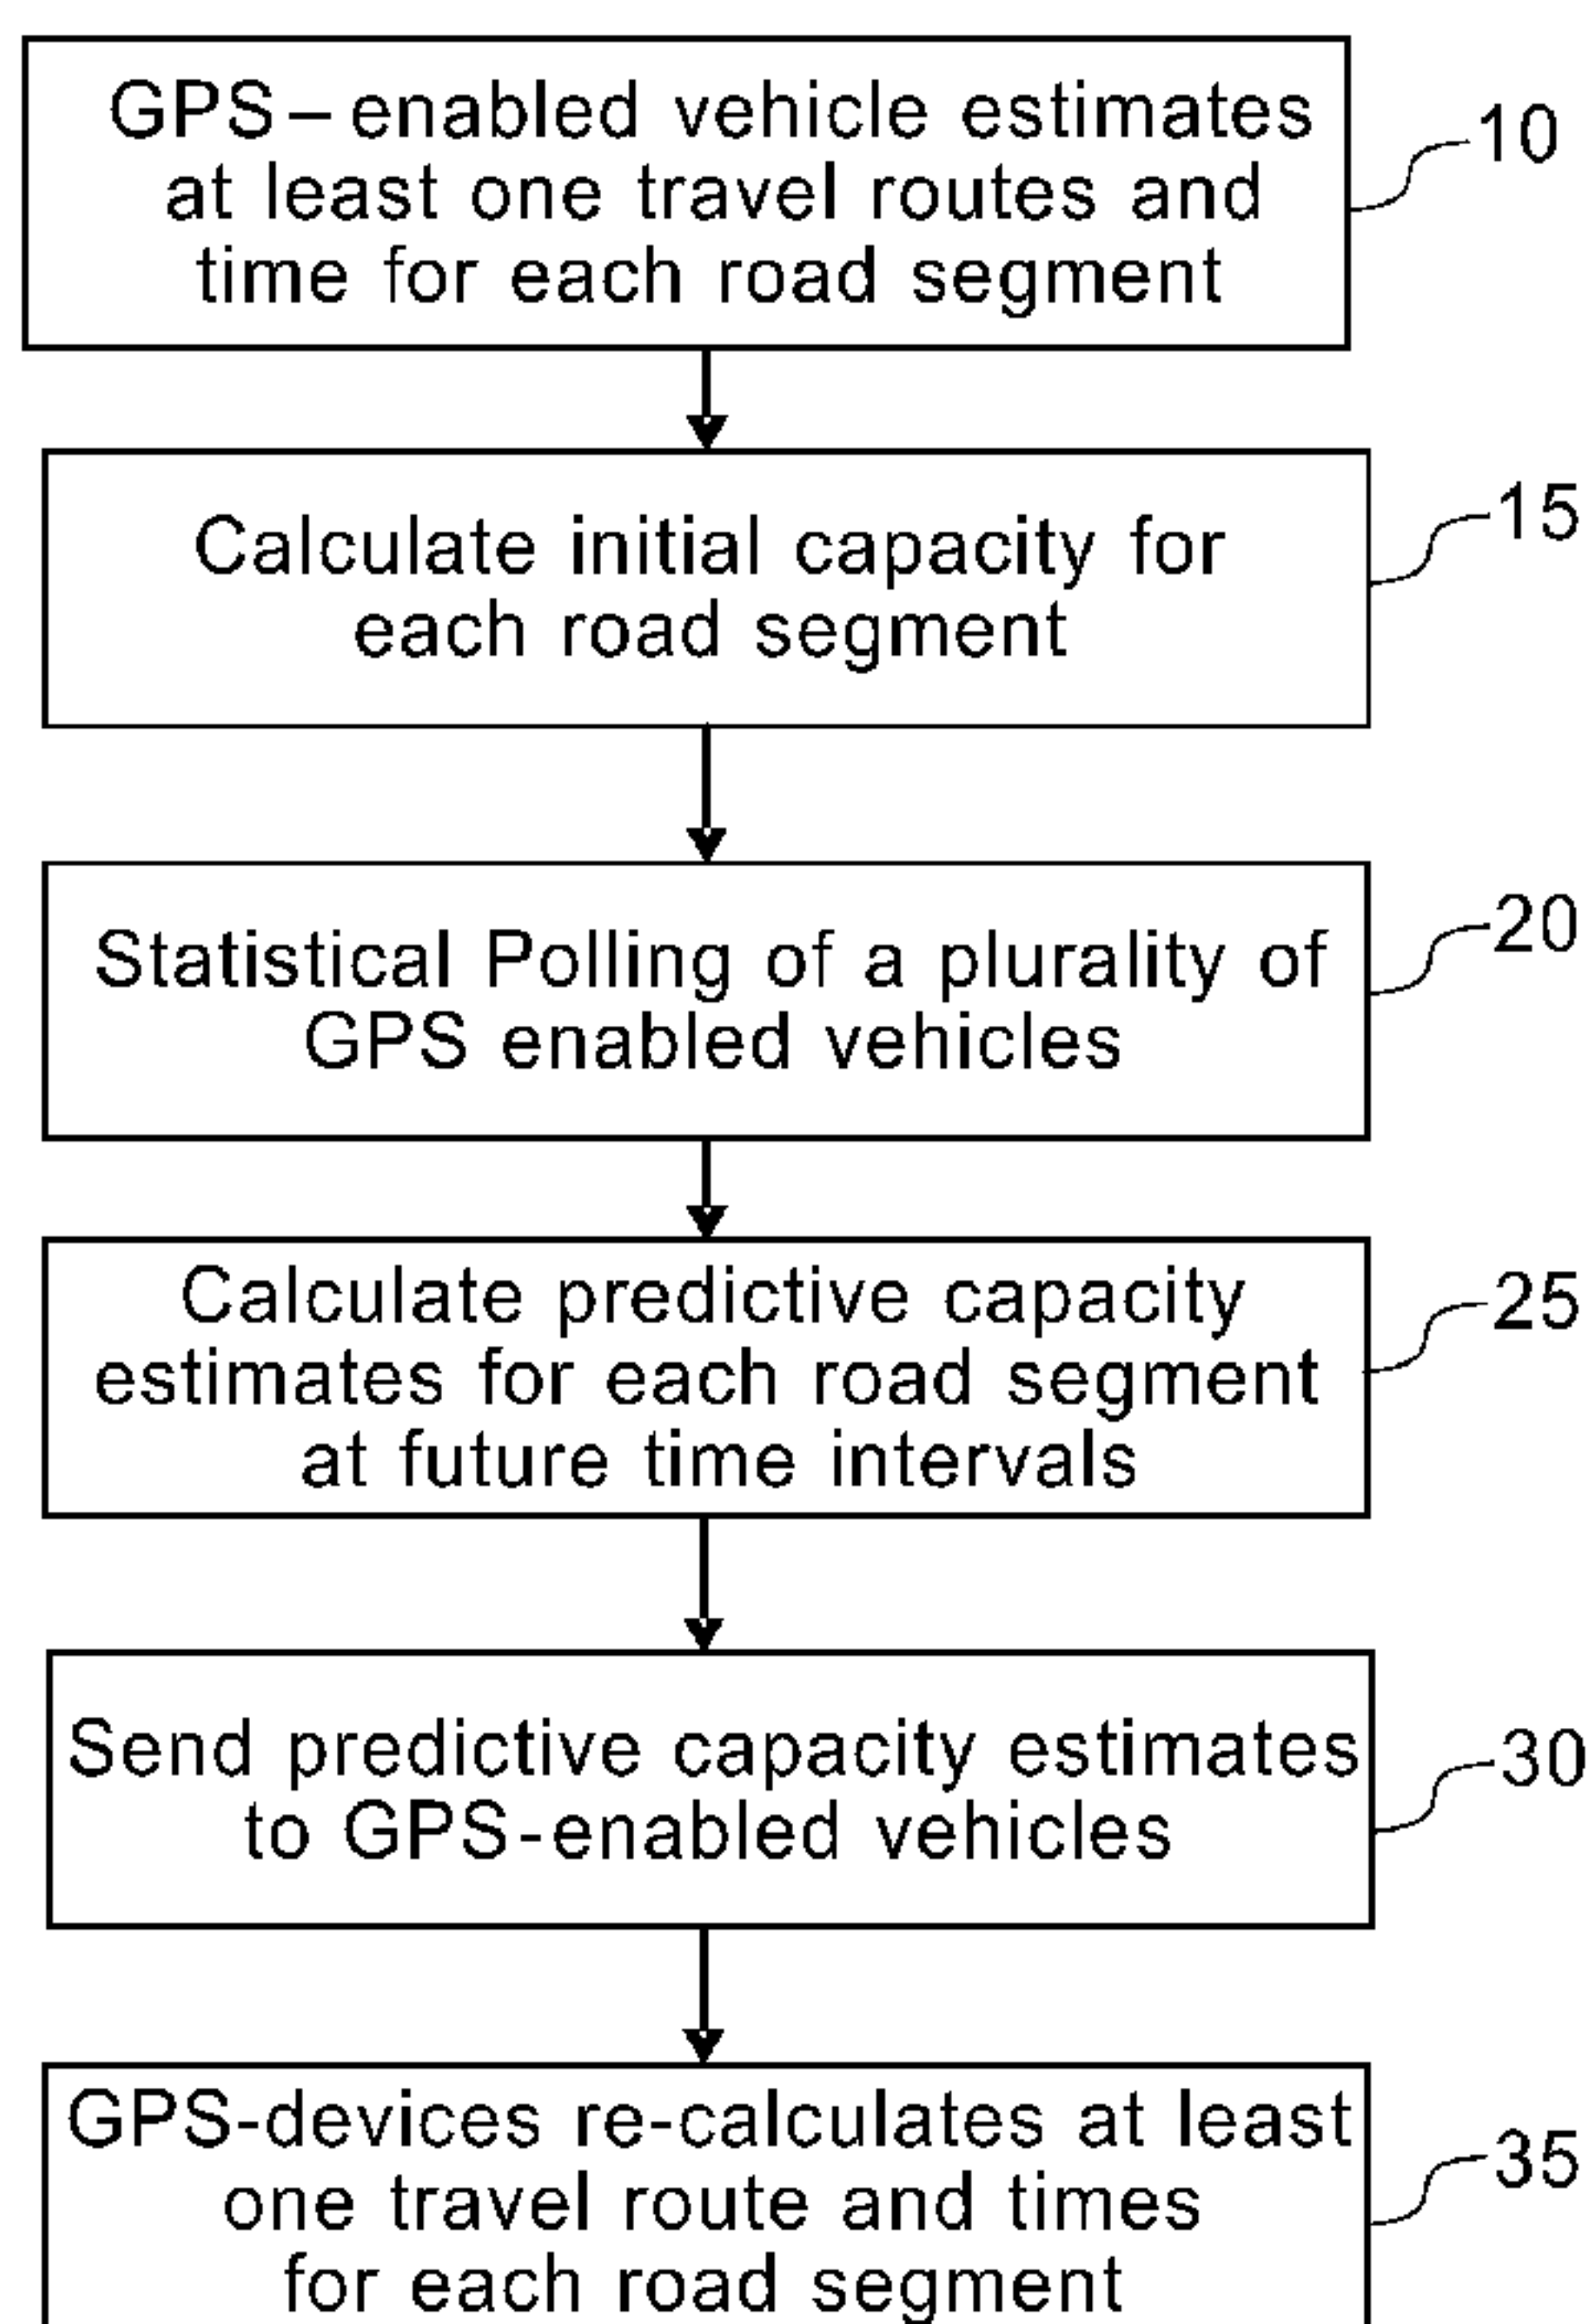 GPS– enabled vehicle estimates
at least one travel routes and
time for each road segment
10
Calculate initial capacity for
each road segment
15
Statistical Polling of a plurality of
GPS enabled vehicles
20
Calculate predictive capacity
estimates for each road segment
at future time intervals
25
Send predictive capacity estimates
to GPS-enabled vehicles
30
GPS-devices re-calculates at least
one travel route and times
for each road segment
35